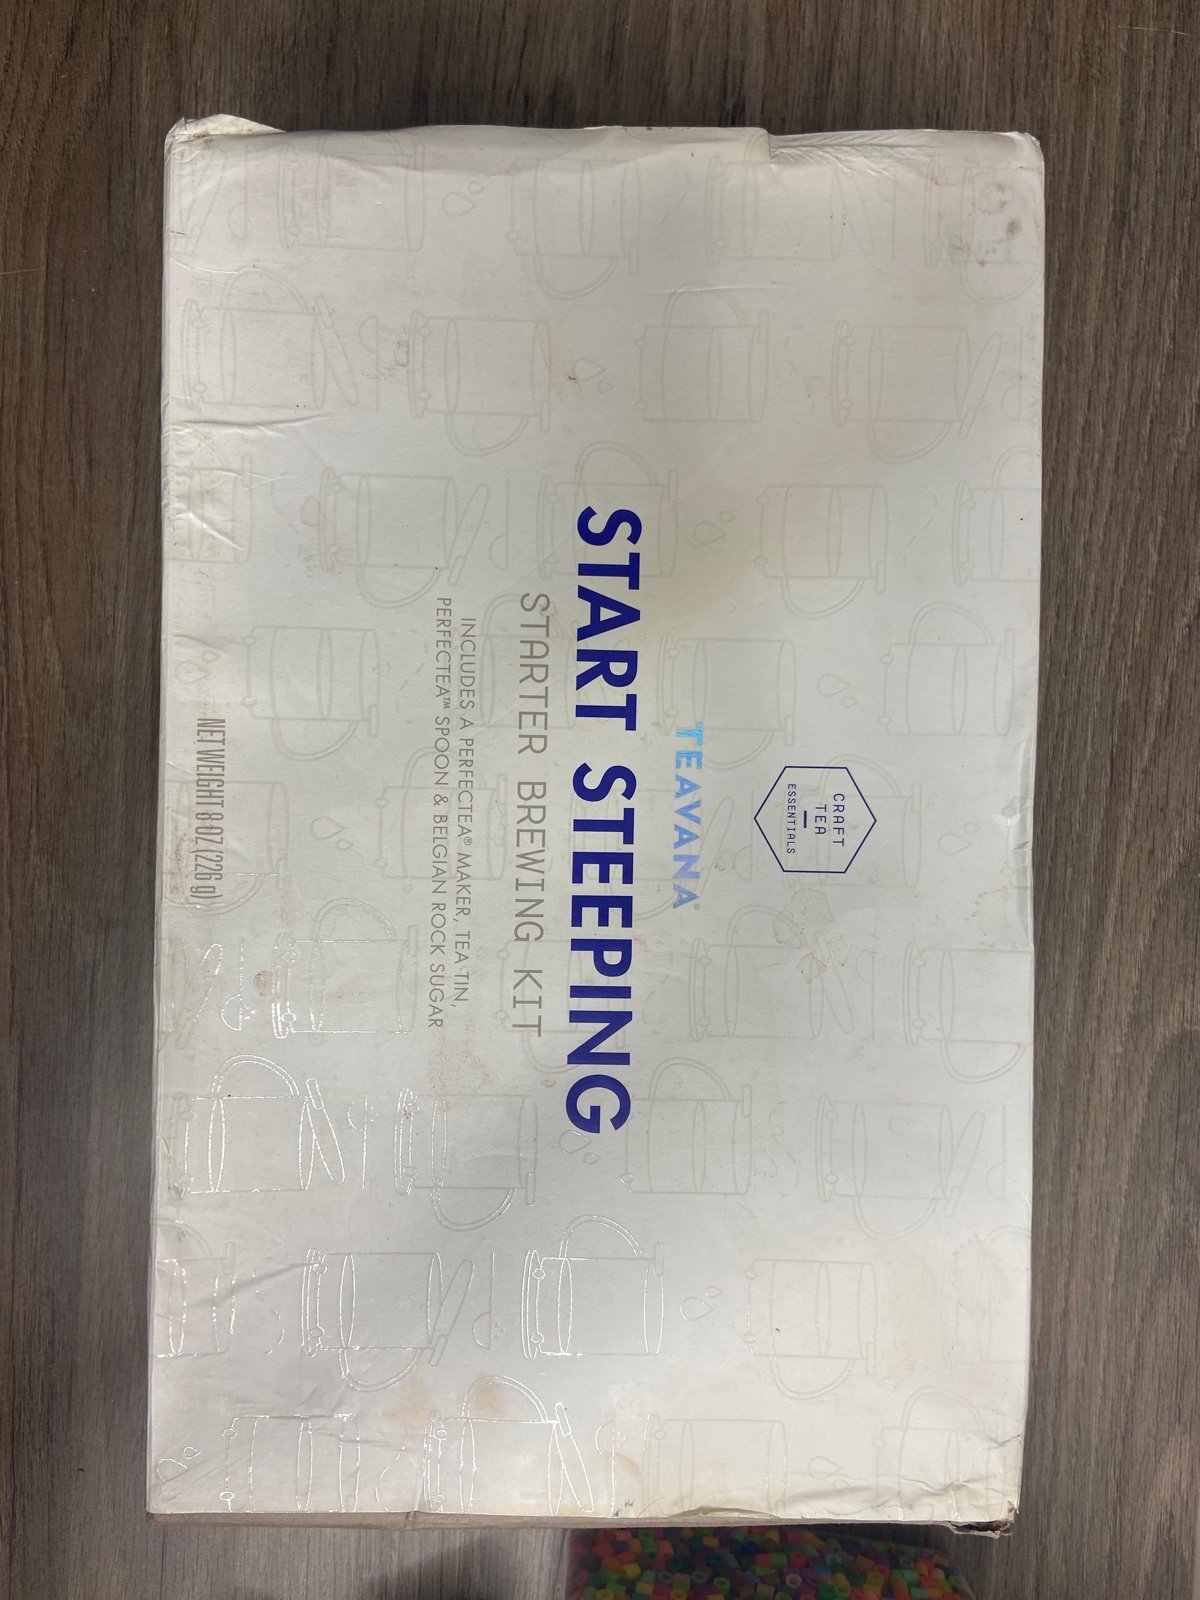 CRAFT
TEA
ESSENTIALS
TEAVANA®
START STEEPING
STARTER BREWING KIT
INCLUDES A PERFECTEA® MAKER, TEA TIN,
PERFECTEA™ SPOON & BELGIAN ROCK SUGAR
NET WEIGHT 8 OZ (226 g)